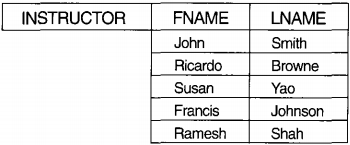 INSTRUCTOR FNAME LNAME
John Smith
Ricardo Browne
Susan Yao
Francis Johnson
Ramesh Shah